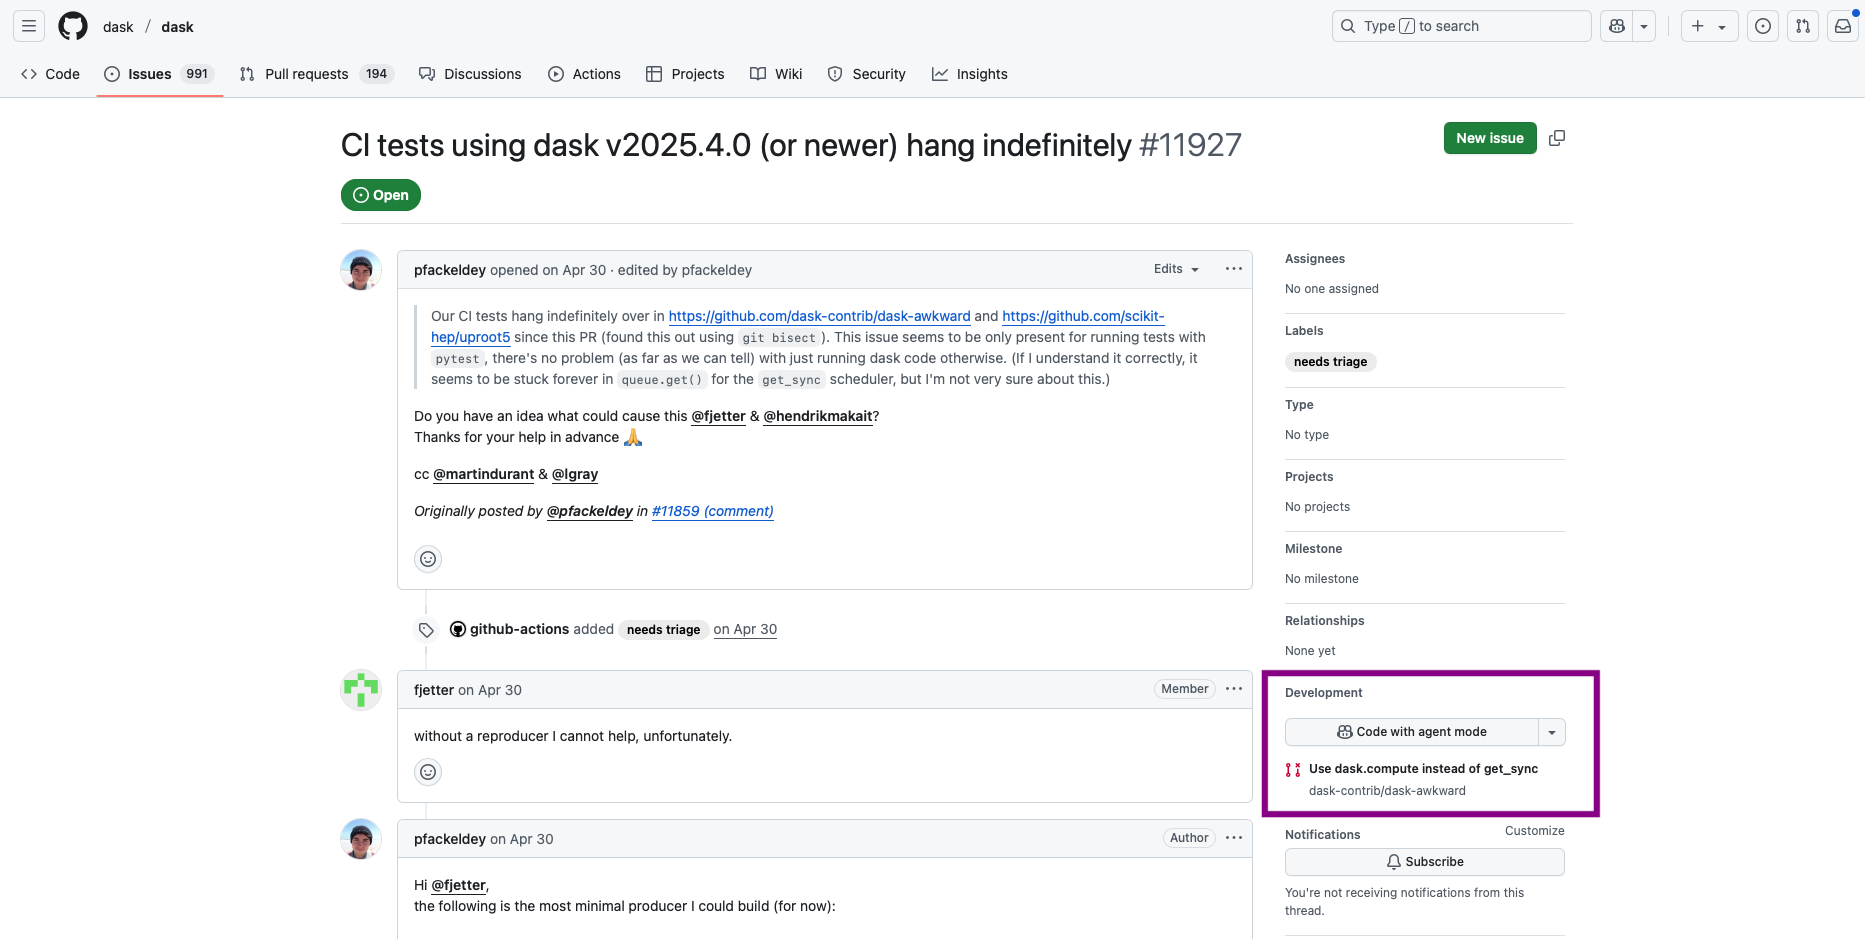 dask / dask
Type / to search
Code
Issues 991
Pull requests 194
Discussions
Actions
Projects
Wiki
Security
Insights
CI tests using dask v2025.4.0 (or newer) hang indefinitely #11927
New issue
Open
pfackeldey opened on Apr 30 · edited by pfackeldey
Edits
Our CI tests hang indefinitely over in https://github.com/dask-contrib/dask-awkward and https://github.com/scikit-
hep/uproot5 since this PR (found this out using git bisect ). This issue seems to be only present for running tests with
pytest , there's no problem (as far as we can tell) with just running dask code otherwise. (If I understand it correctly, it
seems to be stuck forever in queue.get() for the get_sync scheduler, but I'm not very sure about this.)
Do you have an idea what could cause this @fjetter & @hendrikmakait?
Thanks for your help in advance 🙏
cc @martindurant & @lgray
Originally posted by @pfackeldey in #11859 (comment)
github-actions added needs triage on Apr 30
fjetter on Apr 30
Member
without a reproducer I cannot help, unfortunately.
pfackeldey on Apr 30
Author
Hi @fjetter,
the following is the most minimal producer I could build (for now):
Assignees
No one assigned
Labels
needs triage
Type
No type
Projects
No projects
Milestone
No milestone
Relationships
None yet
Development
Code with agent mode
Use dask.compute instead of get_sync
dask-contrib/dask-awkward
Notifications
Customize
Subscribe
You're not receiving notifications from this
thread.